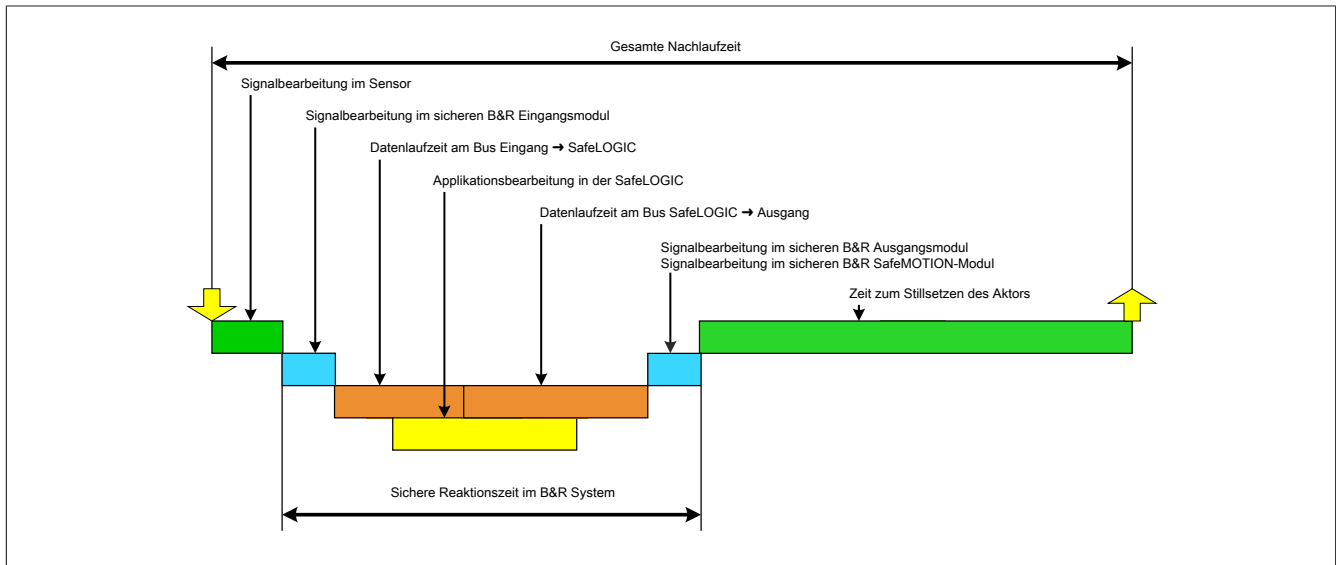 Gesamte Nachlaufzeit
Signalbearbeitung im Sensor
Signalbearbeitung im sicheren B&R Eingangsmodul
Datenlaufzeit am Bus Eingang ➜ SafeLOGIC
Applikationsbearbeitung in der SafeLOGIC
Datenlaufzeit am Bus SafeLOGIC ➜ Ausgang
Signalbearbeitung im sicheren B&R Ausgangsmodul
Signalbearbeitung im sicheren B&R SafeMOTION-Modul
Zeit zum Stillsetzen des Aktors
Sichere Reaktionszeit im B&R System